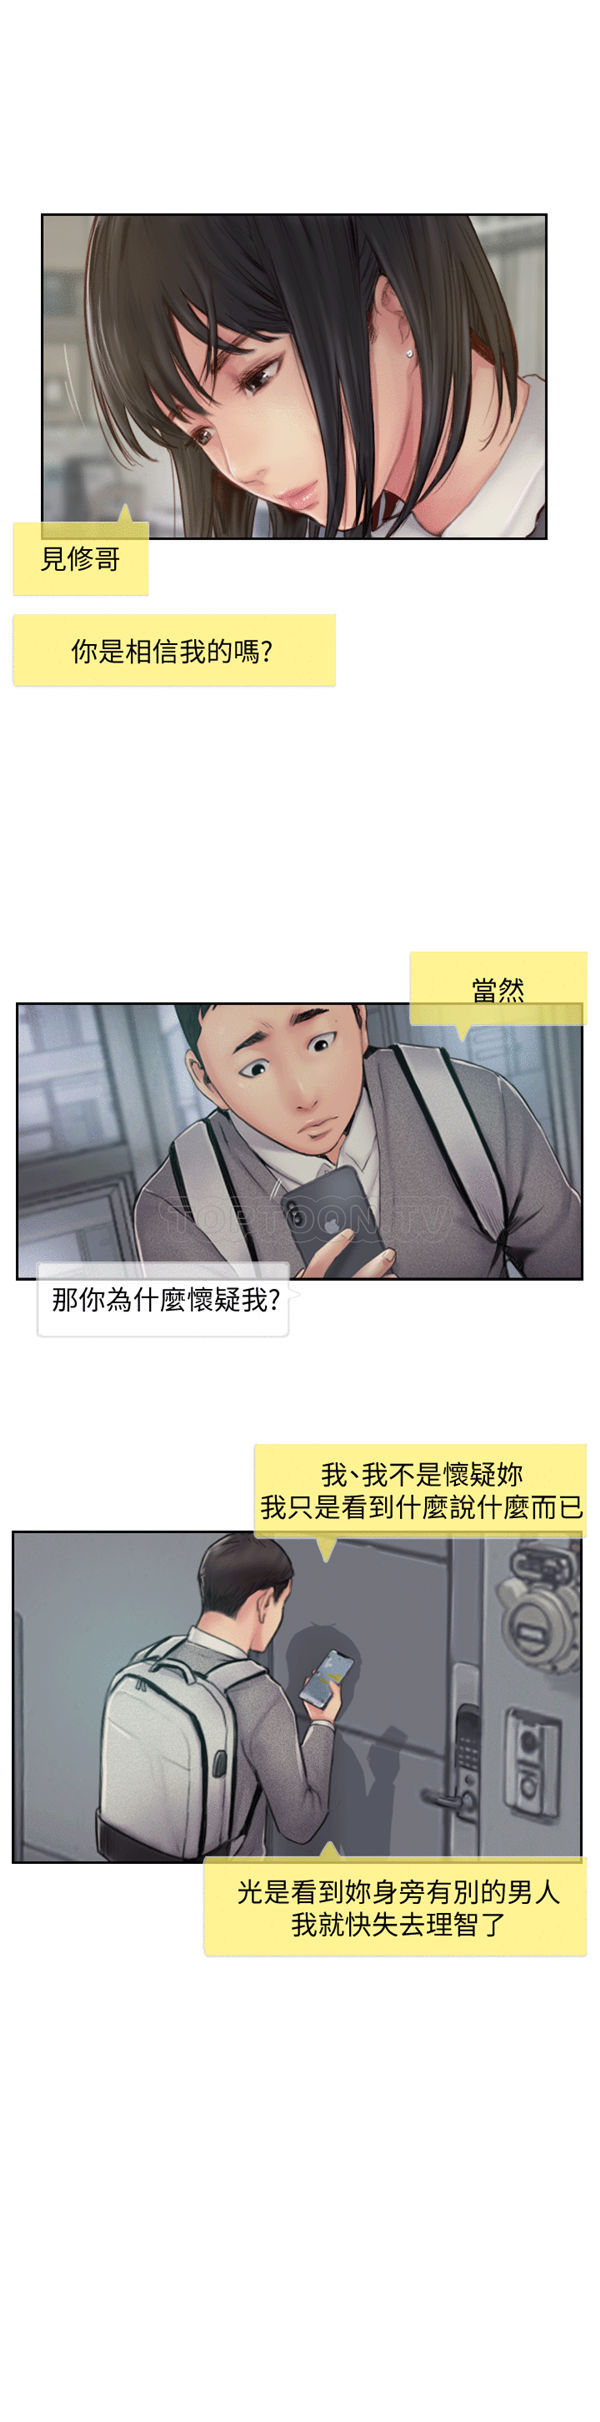 見修哥
你是相信我的嗎?
當然
TOPTOON.TV
那你為什麼懷疑我?
我、我不是懷疑妳
我只是看到什麼說什麼而已
光是看到妳身旁有別的男人
我就快失去理智了